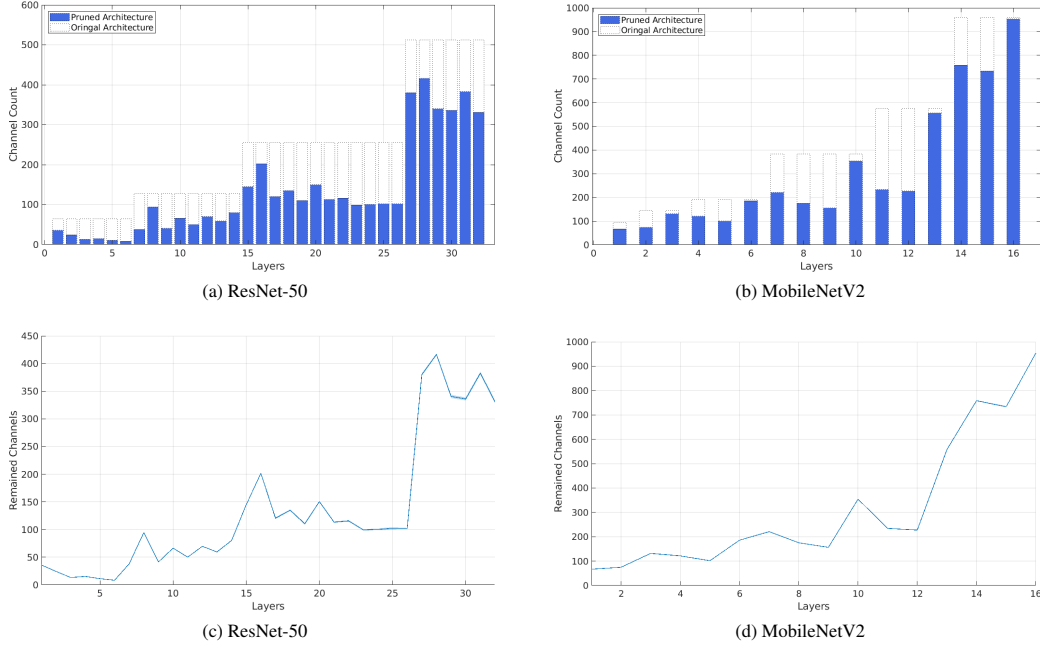 600
500
400
300
200
100
0
Channel Count
Pruned Architecture
Oringal Architecture
0 5 10 15 20 25 30
Layers
(a) ResNet-50
1000
900
800
700
600
500
400
300
200
100
0
Channel Count
Pruned Architecture
Oringal Architecture
0 2 4 6 8 10 12 14 16
Layers
(b) MobileNetV2
450
400
350
300
250
200
150
100
50
0
Remained Channels
5 10 15 20 25 30
Layers
(c) ResNet-50
1000
900
800
700
600
500
400
300
200
100
0
Remained Channels
2 4 6 8 10 12 14 16
Layers
(d) MobileNetV2